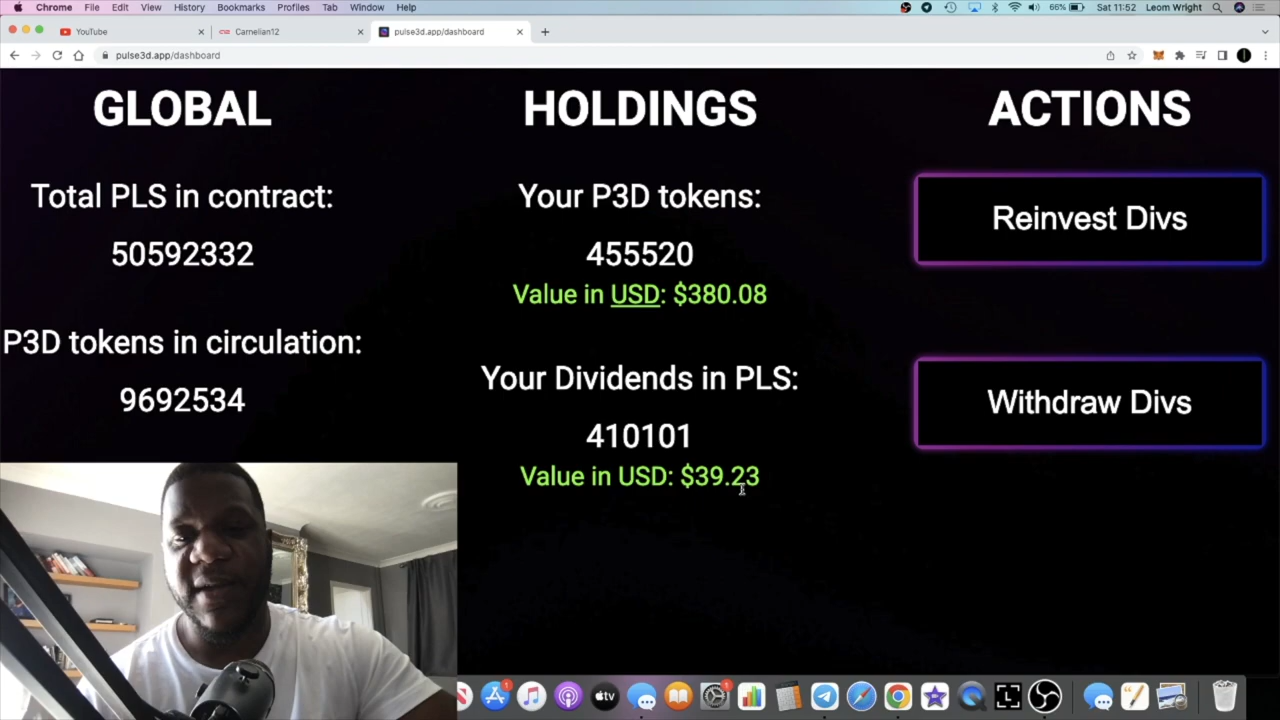 Chrome File Edit View History Bookmarks Profiles Tab Window Help
66% Sat 11:52 Leom Wright
YouTube
Carnelian12
pulse3d.app/dashboard
pulse3d.app/dashboard
GLOBAL
HOLDINGS
ACTIONS
Total PLS in contract:
50592332
P3D tokens in circulation:
9692534
Your P3D tokens:
455520
Value in USD: $380.08
Your Dividends in PLS:
410101
Value in USD: $39.23
Reinvest Divs
Withdraw Divs
tv